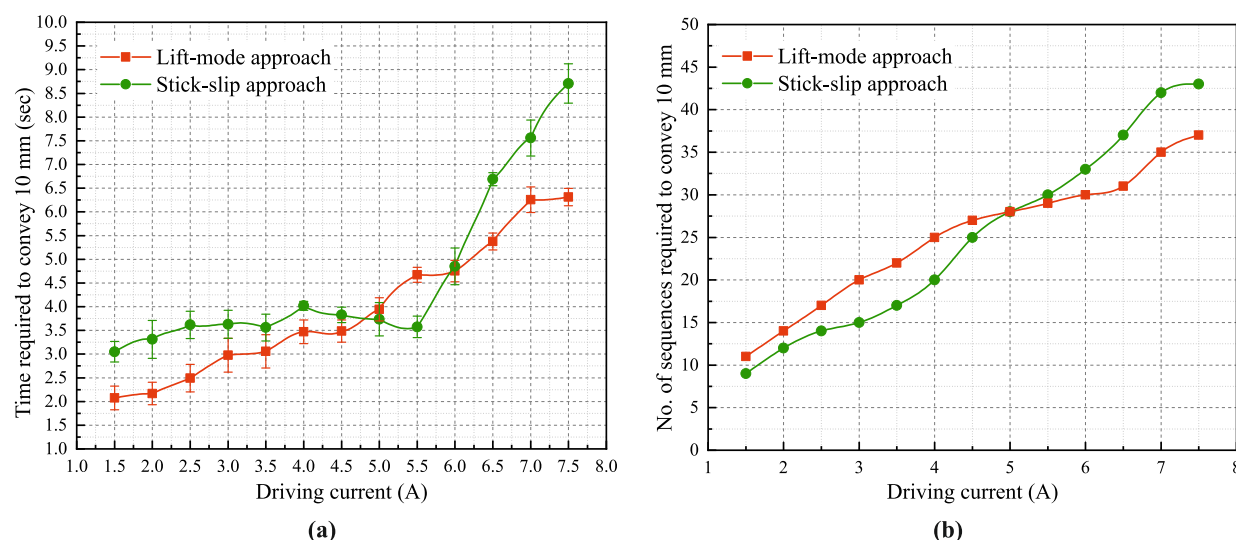 10.0
9.5
9.0
8.5
8.0
7.5
7.0
6.5
6.0
5.5
5.0
4.5
4.0
3.5
3.0
2.5
2.0
1.5
1.0
Time required to convey 10 mm (sec)
Lift-mode approach
Stick-slip approach
1.0 1.5 2.0 2.5 3.0 3.5 4.0 4.5 5.0 5.5 6.0 6.5 7.0 7.5 8.0
Driving current (A)
(a)
50
45
40
35
30
25
20
15
10
5
0
No. of sequences required to convey 10 mm
Lift-mode approach
Stick-slip approach
1 2 3 4 5 6 7 8
Driving current (A)
(b)